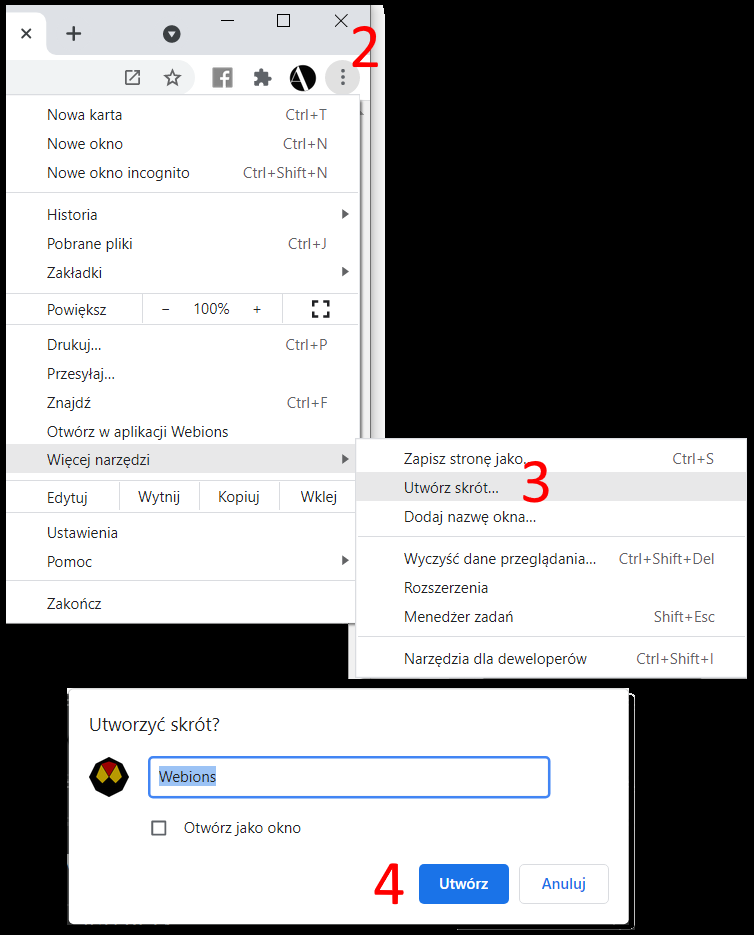 2
Nowa karta Ctrl+T
Nowe okno Ctrl+N
Nowe okno incognito Ctrl+Shift+N
Historia
Pobrane pliki Ctrl+J
Zakładki
Powiększ - 100% +
Drukuj... Ctrl+P
Przesyłaj...
Znajdź Ctrl+F
Otwórz w aplikacji Webions
Więcej narzędzi
Edytuj Wytnij Kopiuj Wklej
Ustawienia
Pomoc
Zakończ
Zapisz stronę jako... Ctrl+S
Utwórz skrót... 3
Dodaj nazwę okna...
Wyczyść dane przeglądania... Ctrl+Shift+Del
Rozszerzenia
Menedżer zadań Shift+Esc
Narzędzia dla deweloperów Ctrl+Shift+I
Utworzyć skrót?
Webions
Otwórz jako okno
4 Utwórz Anuluj